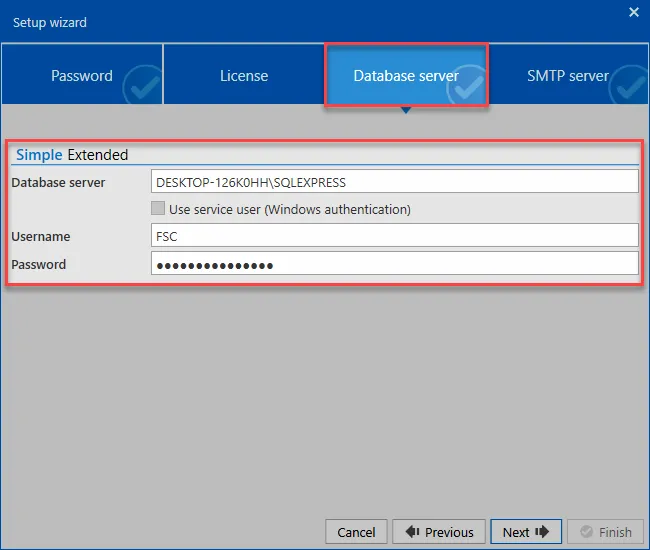 Setup wizard
Password License Database server SMTP server
Simple Extended
Database server DESKTOP-126K0HH\SQLEXPRESS
Use service user (Windows authentication)
Username FSC
Password ●●●●●●●●●●●●●●●
Cancel Previous Next Finish